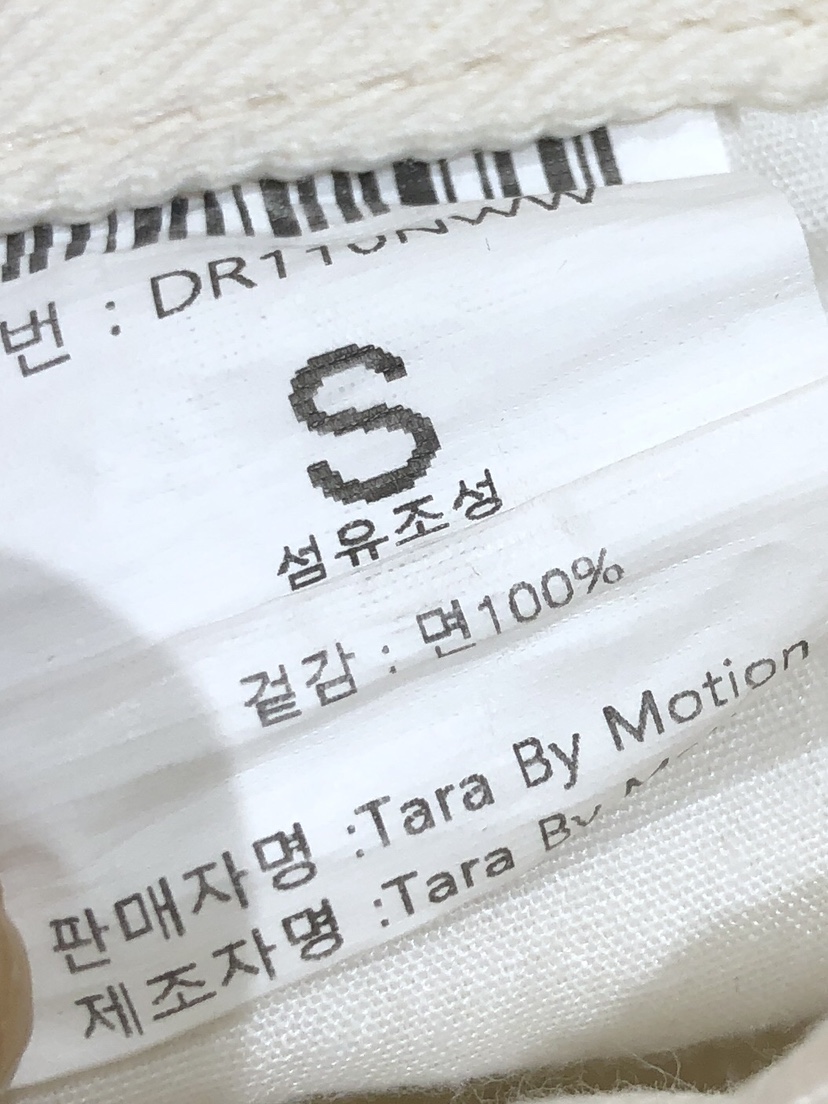 번 : DR110NWW
S
섬유조성
겉감 : 면100%
판매자명 :Tara By Motion
제조자명 :Tara By